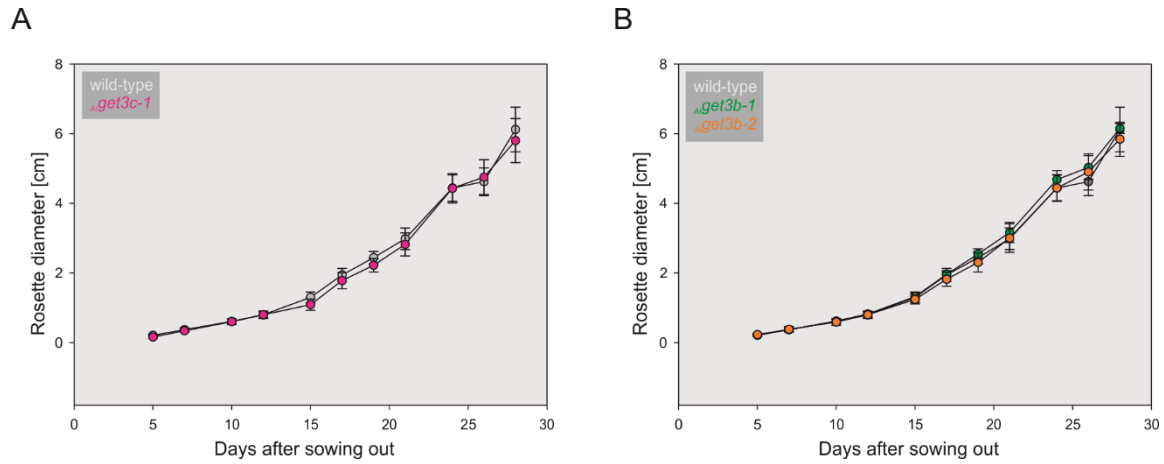 A
B
8
6
4
2
0
Rosette diameter [cm]
wild-type
Atget3c-1
0
5
10
15
20
25
30
Days after sowing out
8
6
4
2
0
Rosette diameter [cm]
wild-type
Atget3b-1
Atget3b-2
0
5
10
15
20
25
30
Days after sowing out